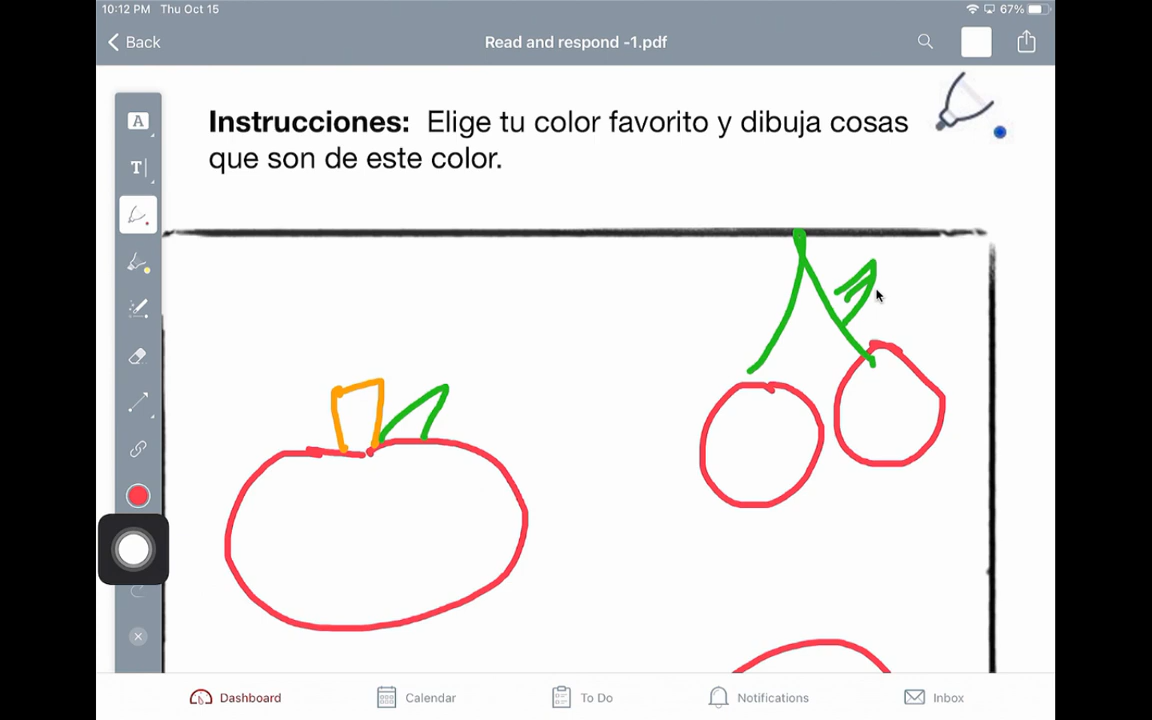 10:12 PM Thu Oct 15
67%
Back
Read and respond -1.pdf
A
T
Instrucciones: Elige tu color favorito y dibuja cosas
que son de este color.
Dashboard
Calendar
To Do
Notifications
Inbox